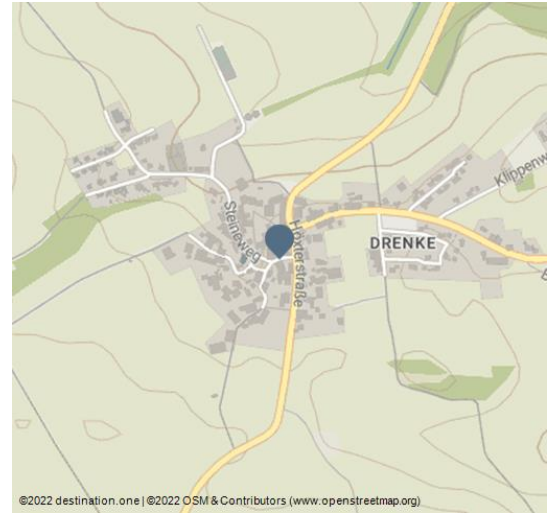 Klippenw
Steineweg
Höxterstraße
DRENKE
©2022 destination.one | ©2022 OSM & Contributors (www.openstreetmap.org)